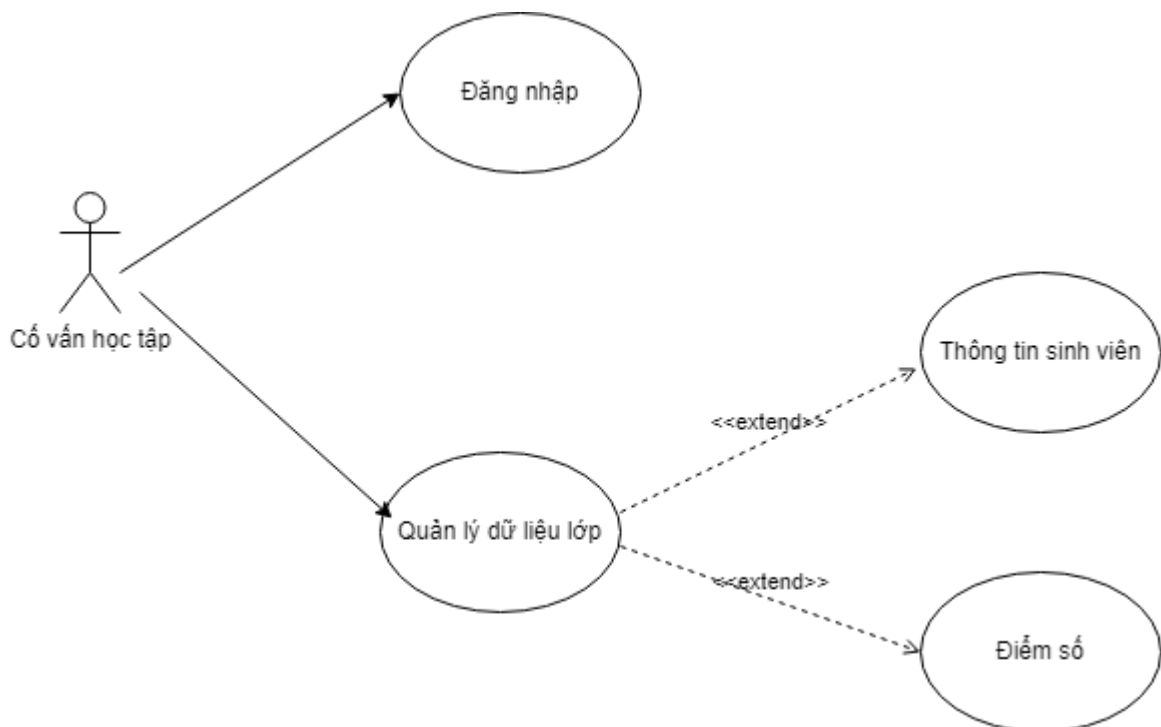 Đăng nhập
Cố vấn học tập
Thông tin sinh viên
<<extend>>
Quản lý dữ liệu lớp
<<extend>>
Điểm số